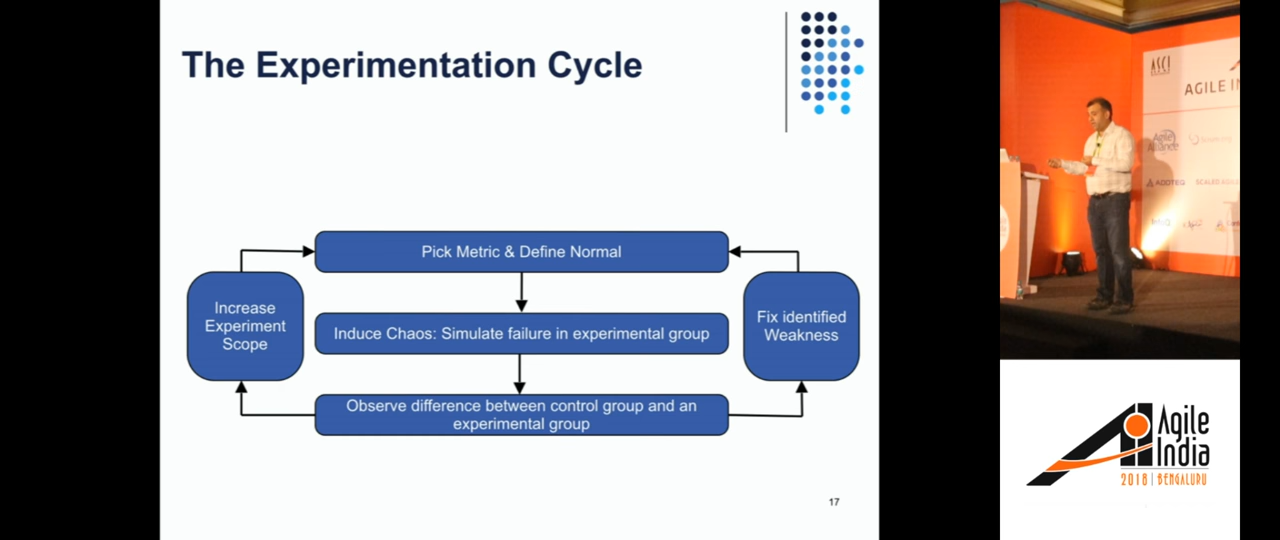 The Experimentation Cycle
Pick Metric & Define Normal
Increase
Experiment
Scope
Induce Chaos: Simulate failure in experimental group
Fix identified
Weakness
Observe difference between control group and an
experimental group
17
ASCI
AGILE IN
Agile
Alliance
ADDTEQ
Agile
India
2018 | BENGALURU